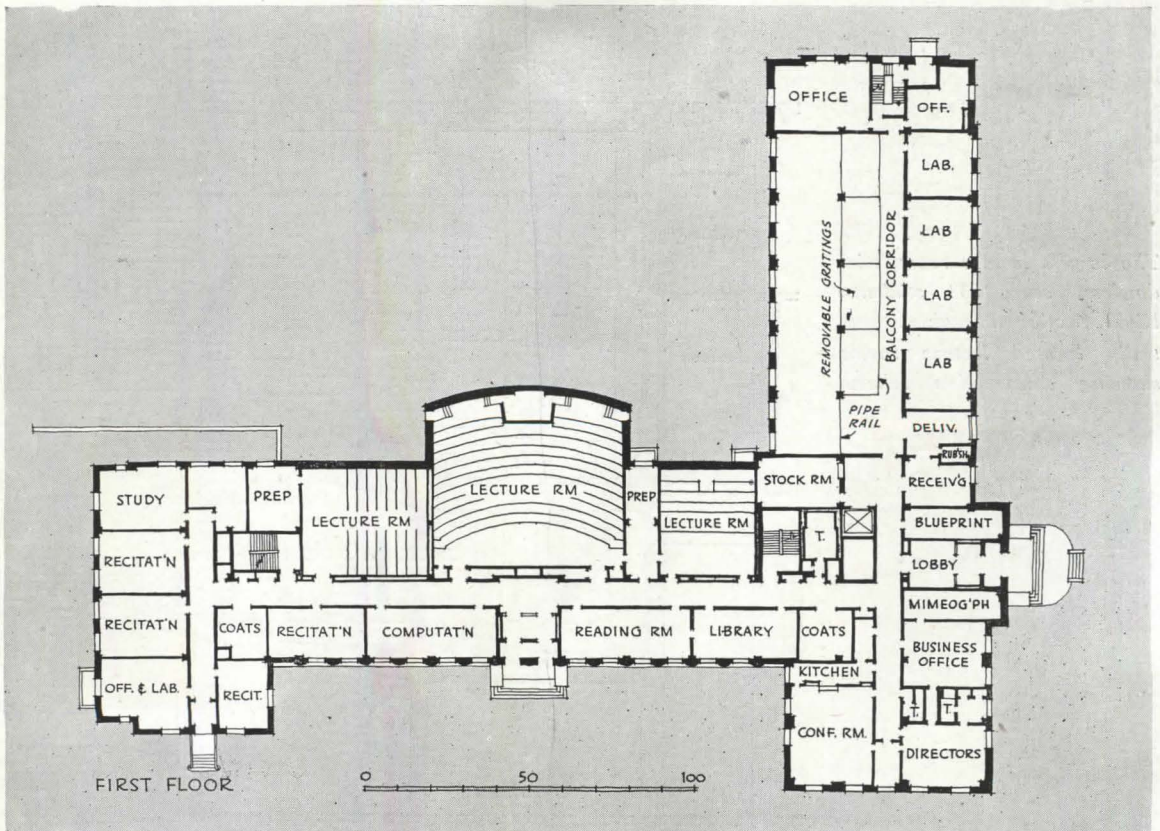 OFFICE
OFF.
LAB.
LAB
LAB
LAB
REMOVABLE GRATINGS
BALCONY CORRIDOR
PIPE
RAIL
DELIV.
RUB'SH
STOCK RM
RECEIV'G
STUDY
PREP
LECTURE RM
LECTURE RM
PREP
LECTURE RM
T.
BLUEPRINT
LOBBY
MIMEOG'PH
RECITAT'N
RECITAT'N
COATS
RECITAT'N
COMPUTAT'N
READING RM
LIBRARY
COATS
BUSINESS
OFFICE
KITCHEN
OFF. & LAB.
RECIT.
T.
T.
CONF. RM.
DIRECTORS
FIRST FLOOR
0 50 100